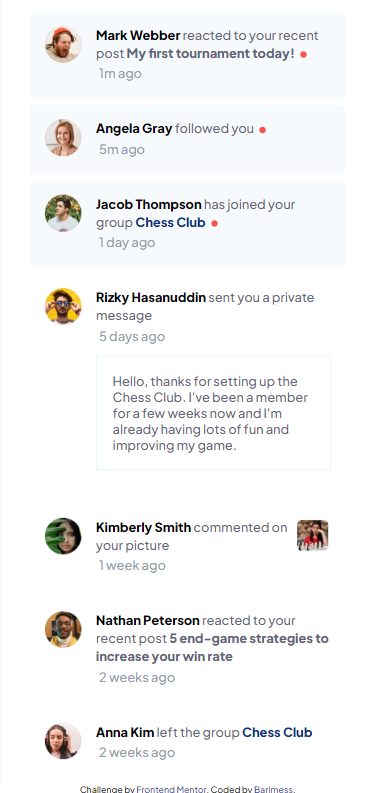 Mark Webber reacted to your recent
post My first tournament today!
1m ago
Angela Gray followed you
5m ago
Jacob Thompson has joined your
group Chess Club
1 day ago
Rizky Hasanuddin sent you a private
message
5 days ago
Hello, thanks for setting up the
Chess Club. I've been a member
for a few weeks now and I'm
already having lots of fun and
improving my game.
Kimberly Smith commented on
your picture
1 week ago
Nathan Peterson reacted to your
recent post 5 end-game strategies to
increase your win rate
2 weeks ago
Anna Kim left the group Chess Club
2 weeks ago
Challenge by Frontend Mentor. Coded by Barimess.